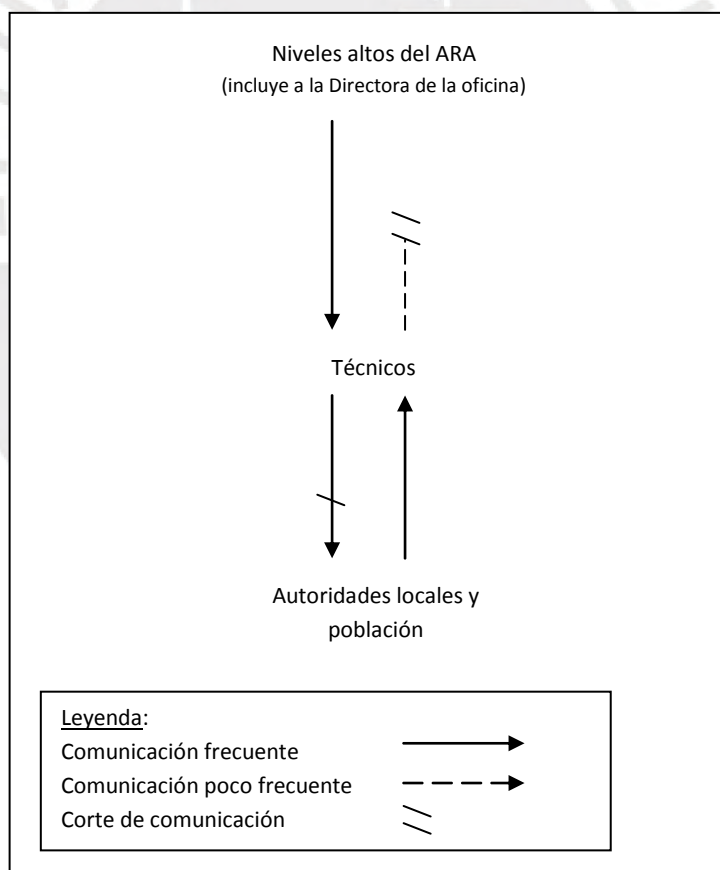 Niveles altos del ARA
(incluye a la Directora de la oficina)
Técnicos
Autoridades locales y
población
Leyenda:
Comunicación frecuente
Comunicación poco frecuente
Corte de comunicación